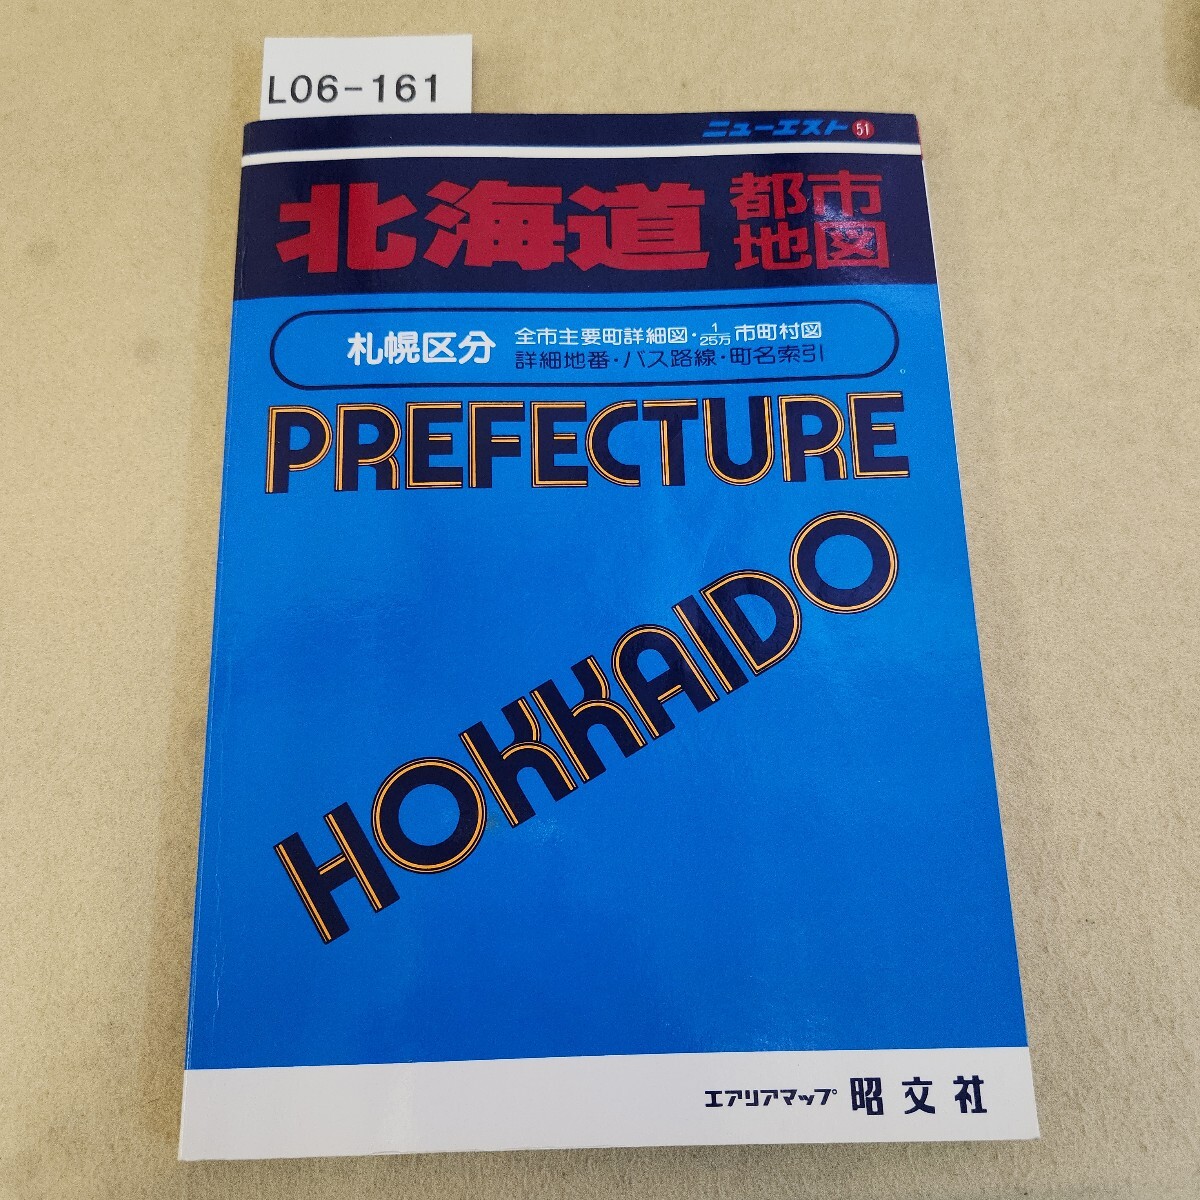 L06-161
ニューエスト 51
北海道 都市地図
札幌区分
全市主要町詳細図・1/25万市町村図
詳細地番・バス路線・町名索引
PREFECTURE
HOKKAIDO
エアリアマップ 昭文社